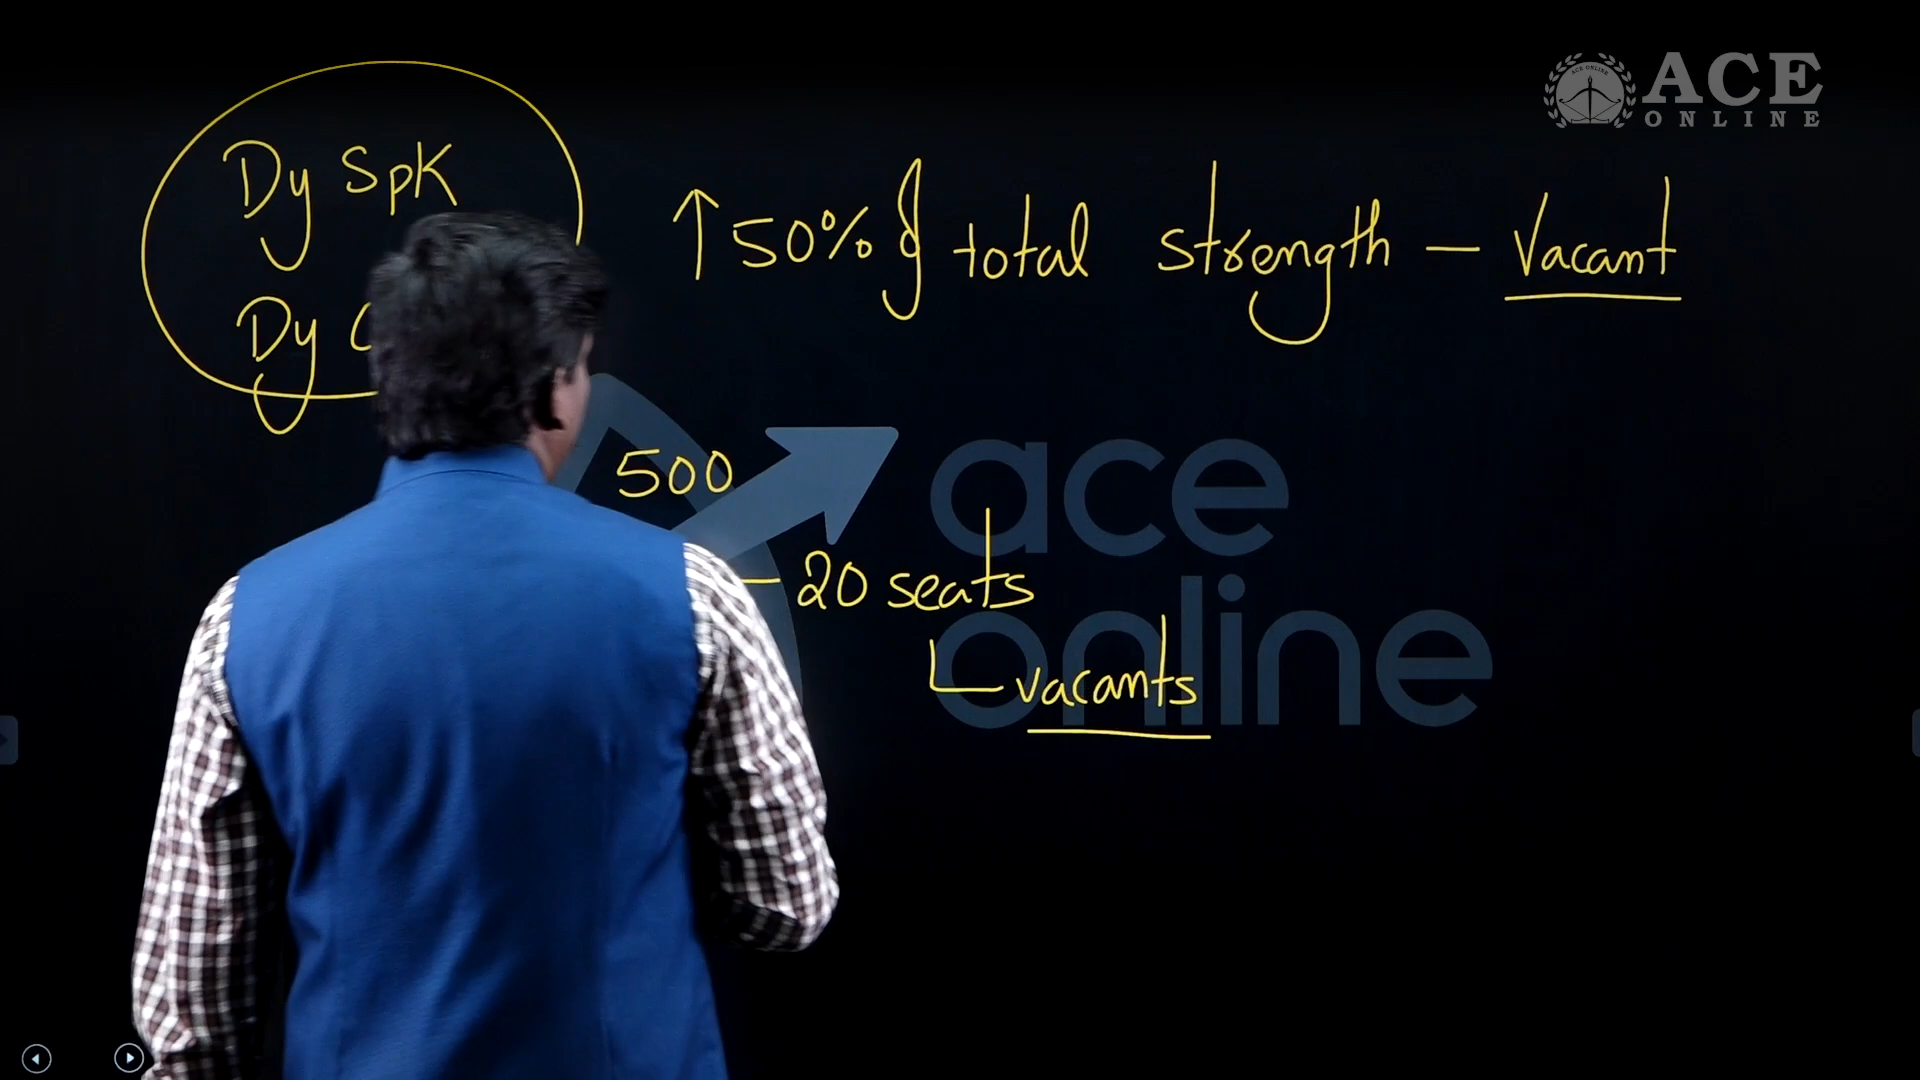 ACE
ONLINE
Dy Spk
↑ 50% of total strength - Vacant
Dy
500
- 20 seats
vacants
ace
online